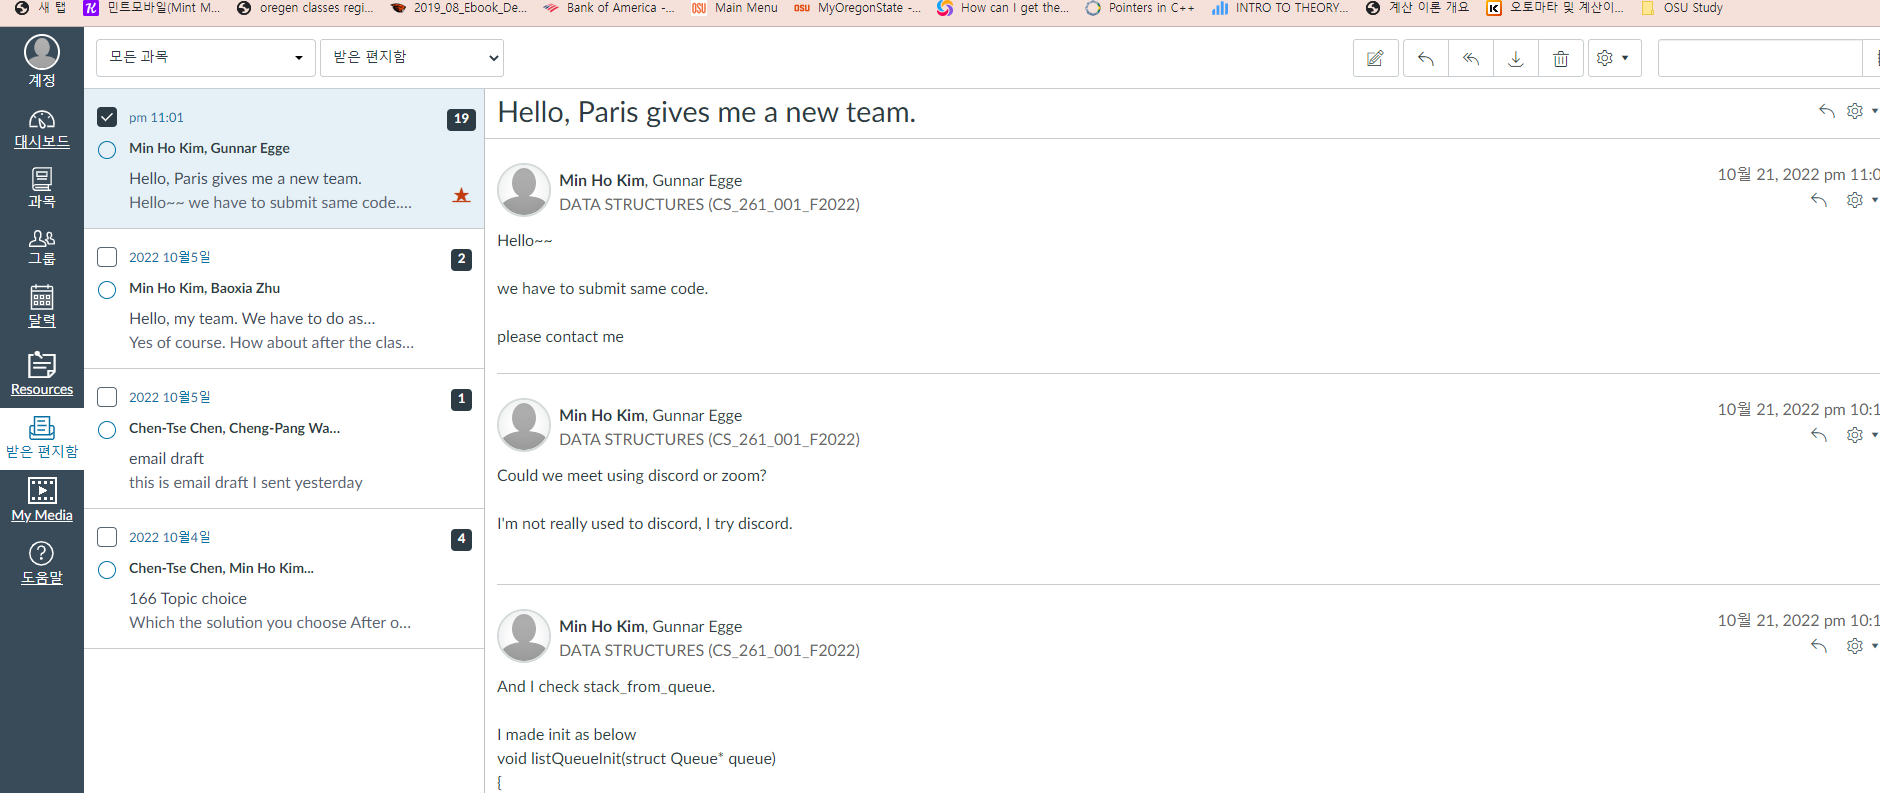 새 탭
민트모바일(Mint M...
oregen classes regi...
2019_08_Ebook_De...
Bank of America -...
Main Menu
MyOregonState -...
How can I get the...
Pointers in C++
INTRO TO THEORY...
계산 이론 개요
오토마타 및 계산이...
OSU Study
계정
대시보드
과목
그룹
달력
Resources
받은 편지함
My Media
도움말
모든 과목
받은 편지함
pm 11:01
19
Min Ho Kim, Gunnar Egge
Hello, Paris gives me a new team.
Hello~~ we have to submit same code....
2022 10월5일
2
Min Ho Kim, Baoxia Zhu
Hello, my team. We have to do as...
Yes of course. How about after the clas...
2022 10월5일
1
Chen-Tse Chen, Cheng-Pang Wa...
email draft
this is email draft I sent yesterday
2022 10월4일
4
Chen-Tse Chen, Min Ho Kim...
166 Topic choice
Which the solution you choose After o...
Hello, Paris gives me a new team.
Min Ho Kim, Gunnar Egge
10월 21, 2022 pm 11:0
DATA STRUCTURES (CS_261_001_F2022)
Hello~~
we have to submit same code.
please contact me
Min Ho Kim, Gunnar Egge
10월 21, 2022 pm 10:1
DATA STRUCTURES (CS_261_001_F2022)
Could we meet using discord or zoom?
I'm not really used to discord, I try discord.
Min Ho Kim, Gunnar Egge
10월 21, 2022 pm 10:1
DATA STRUCTURES (CS_261_001_F2022)
And I check stack_from_queue.
I made init as below
void listQueueInit(struct Queue* queue)
{